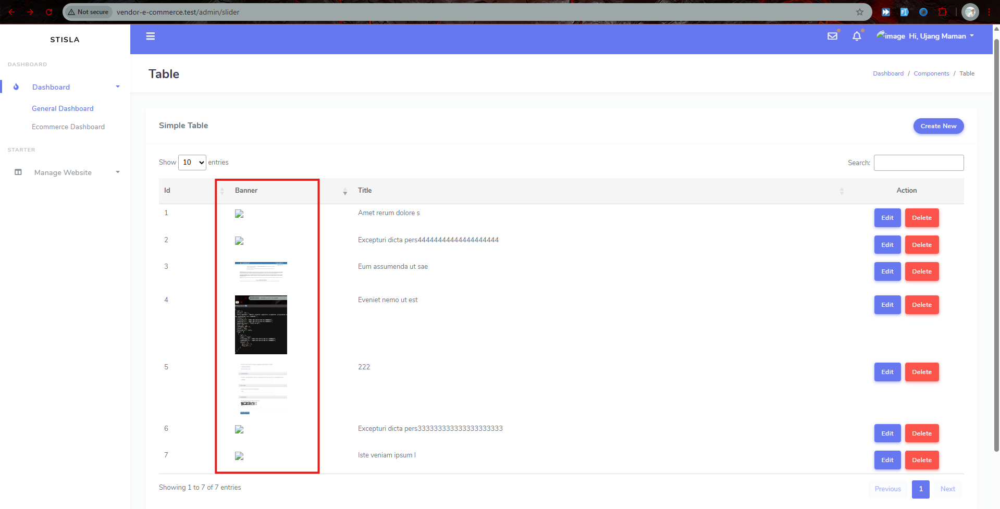 Not secure vendor-e-commerce.test/admin/slider
STISLA
image Hi, Ujang Maman
DASHBOARD
Dashboard
General Dashboard
Ecommerce Dashboard
STARTER
Manage Website
Table
Dashboard / Components / Table
Simple Table
Create New
Show 10 entries
Search:
Id Banner Title Action
1 Amet rerum dolore s Edit Delete
2 Excepturi dicta pers44444444444444444444 Edit Delete
3 Eum assumenda ut sae Edit Delete
4 Eveniet nemo ut est Edit Delete
5 222 Edit Delete
6 Excepturi dicta pers333333333333333333333 Edit Delete
7 Iste veniam ipsum l Edit Delete
Showing 1 to 7 of 7 entries
Previous 1 Next